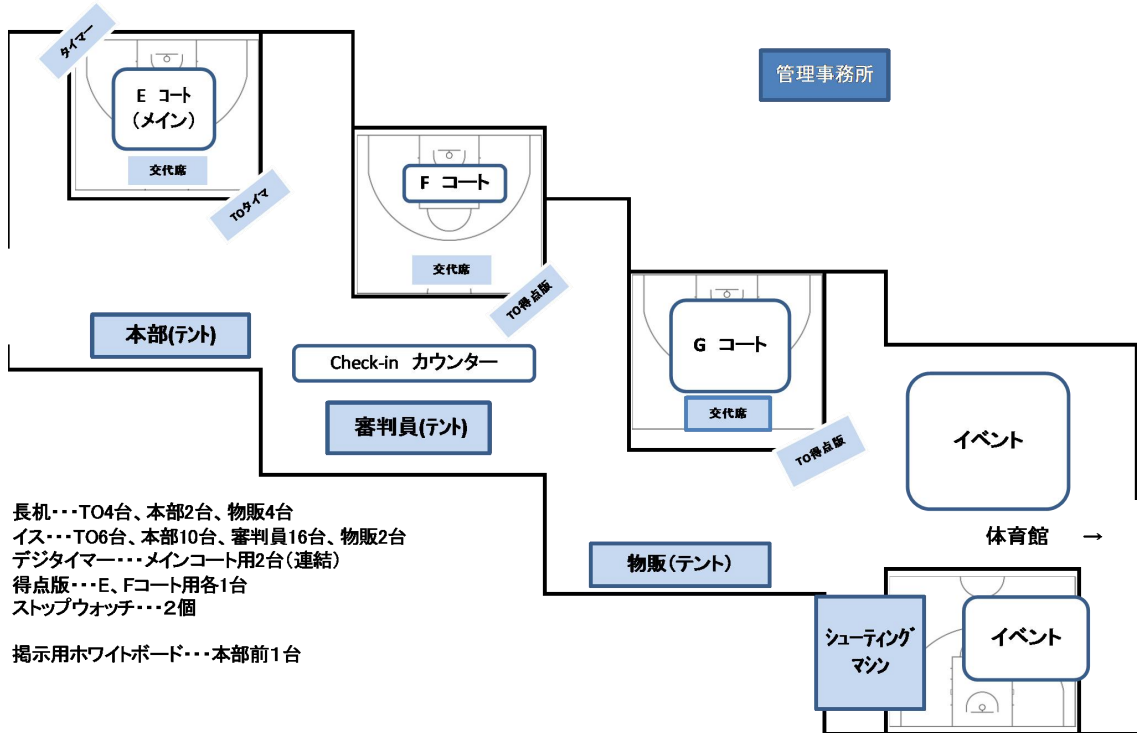 タイマー
E コート
(メイン)
交代席
TOタイマ
管理事務所
F コート
交代席
TO得点版
G コート
交代席
TO得点版
本部(テント)
Check-in カウンター
審判員(テント)
イベント
体育館 →
物販(テント)
シューティング
マシン
イベント
長机・・・TO4台、本部2台、物販4台
イス・・・TO6台、本部10台、審判員16台、物販2台
デジタイマー・・・メインコート用2台(連結)
得点版・・・E、Fコート用各1台
ストップウォッチ・・・2個
掲示用ホワイトボード・・・本部前1台